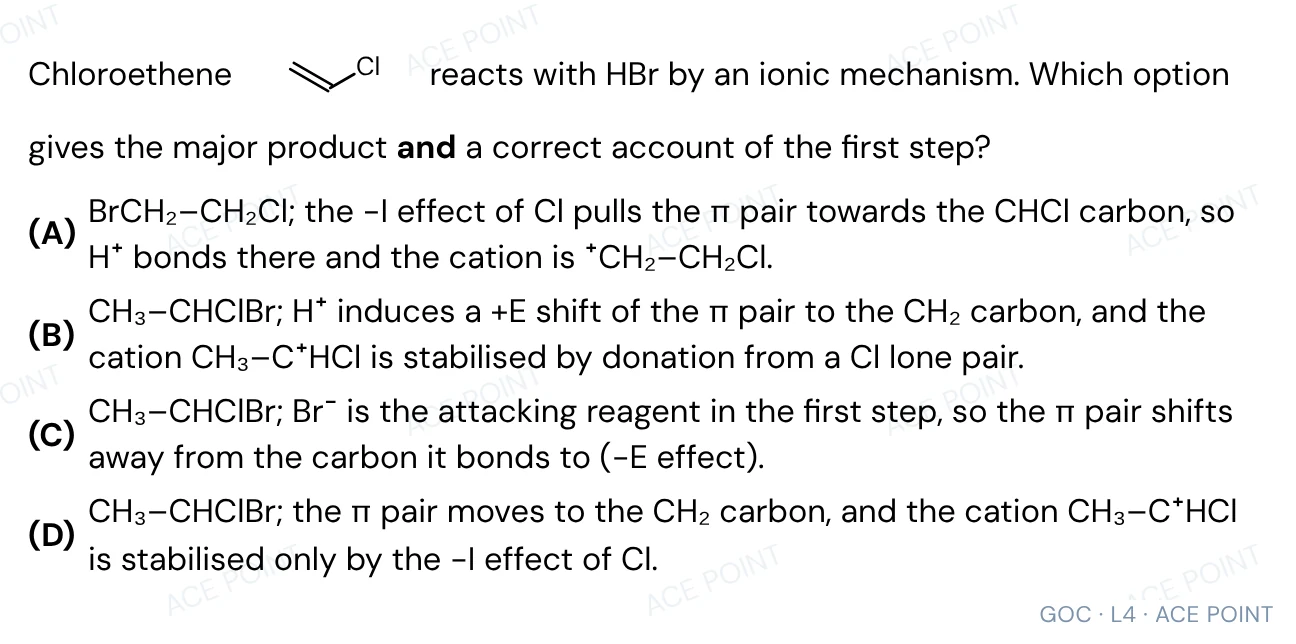 Chloroethene Cl reacts with HBr by an ionic mechanism. Which option
gives the major product and a correct account of the first step?
(A) BrCH₂–CH₂Cl; the –I effect of Cl pulls the π pair towards the CHCl carbon, so
H⁺ bonds there and the cation is ⁺CH₂–CH₂Cl.
(B) CH₃–CHClBr; H⁺ induces a +E shift of the π pair to the CH₂ carbon, and the
cation CH₃–C⁺HCl is stabilised by donation from a Cl lone pair.
(C) CH₃–CHClBr; Br⁻ is the attacking reagent in the first step, so the π pair shifts
away from the carbon it bonds to (–E effect).
(D) CH₃–CHClBr; the π pair moves to the CH₂ carbon, and the cation CH₃–C⁺HCl
is stabilised only by the –I effect of Cl.
GOC · L4 · ACE POINT